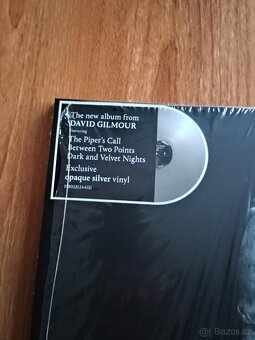 The new album from
DAVID GILMOUR
featuring
The Piper's Call
Between Two Points
Dark and Velvet Nights
Exclusive
opaque silver vinyl
Sbazos.cz